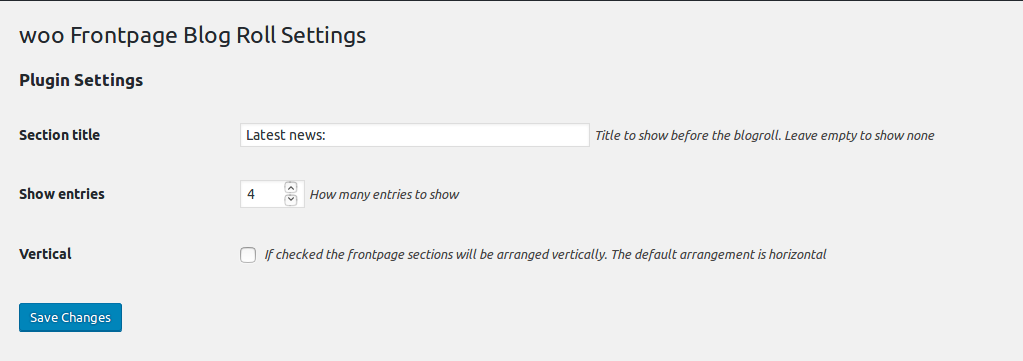 woo Frontpage Blog Roll Settings
Plugin Settings
Section title Latest news: Title to show before the blogroll. Leave empty to show none
Show entries 4 How many entries to show
Vertical If checked the frontpage sections will be arranged vertically. The default arrangement is horizontal
Save Changes